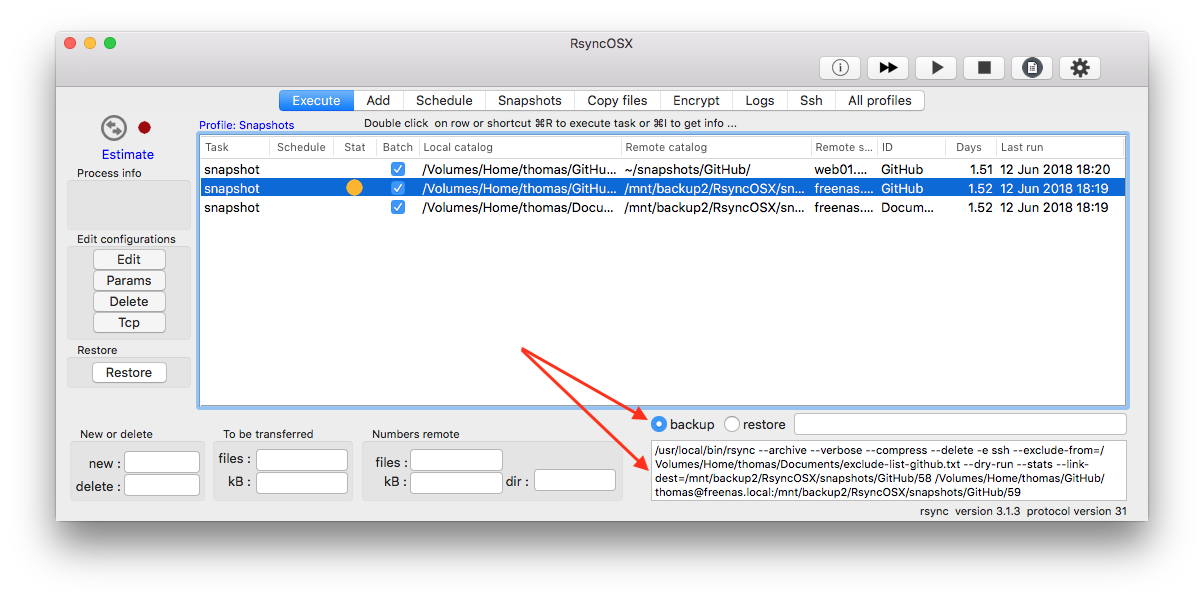 RsyncOSX
Execute Add Schedule Snapshots Copy files Encrypt Logs Ssh All profiles
Profile: Snapshots Double click on row or shortcut ⌘R to execute task or ⌘I to get info ...
Estimate
Process info
Edit configurations
Edit
Params
Delete
Tcp
Restore
Restore
Task Schedule Stat Batch Local catalog Remote catalog Remote s... ID Days Last run
snapshot /Volumes/Home/thomas/GitHu... ~/snapshots/GitHub/ web01.... GitHub 1.51 12 Jun 2018 18:20
snapshot /Volumes/Home/thomas/GitHu... /mnt/backup2/RsyncOSX/sn... freenas.... GitHub 1.52 12 Jun 2018 18:19
snapshot /Volumes/Home/thomas/Docu... /mnt/backup2/RsyncOSX/sn... freenas.... Docum... 1.52 12 Jun 2018 18:19
New or delete
new :
delete :
To be transferred
files :
kB :
Numbers remote
files :
kB : dir :
backup restore
/usr/local/bin/rsync --archive --verbose --compress --delete -e ssh --exclude-from=/
Volumes/Home/thomas/Documents/exclude-list-github.txt --dry-run --stats --link-
dest=/mnt/backup2/RsyncOSX/snapshots/GitHub/58 /Volumes/Home/thomas/GitHub/
thomas@freenas.local:/mnt/backup2/RsyncOSX/snapshots/GitHub/59
rsync version 3.1.3 protocol version 31